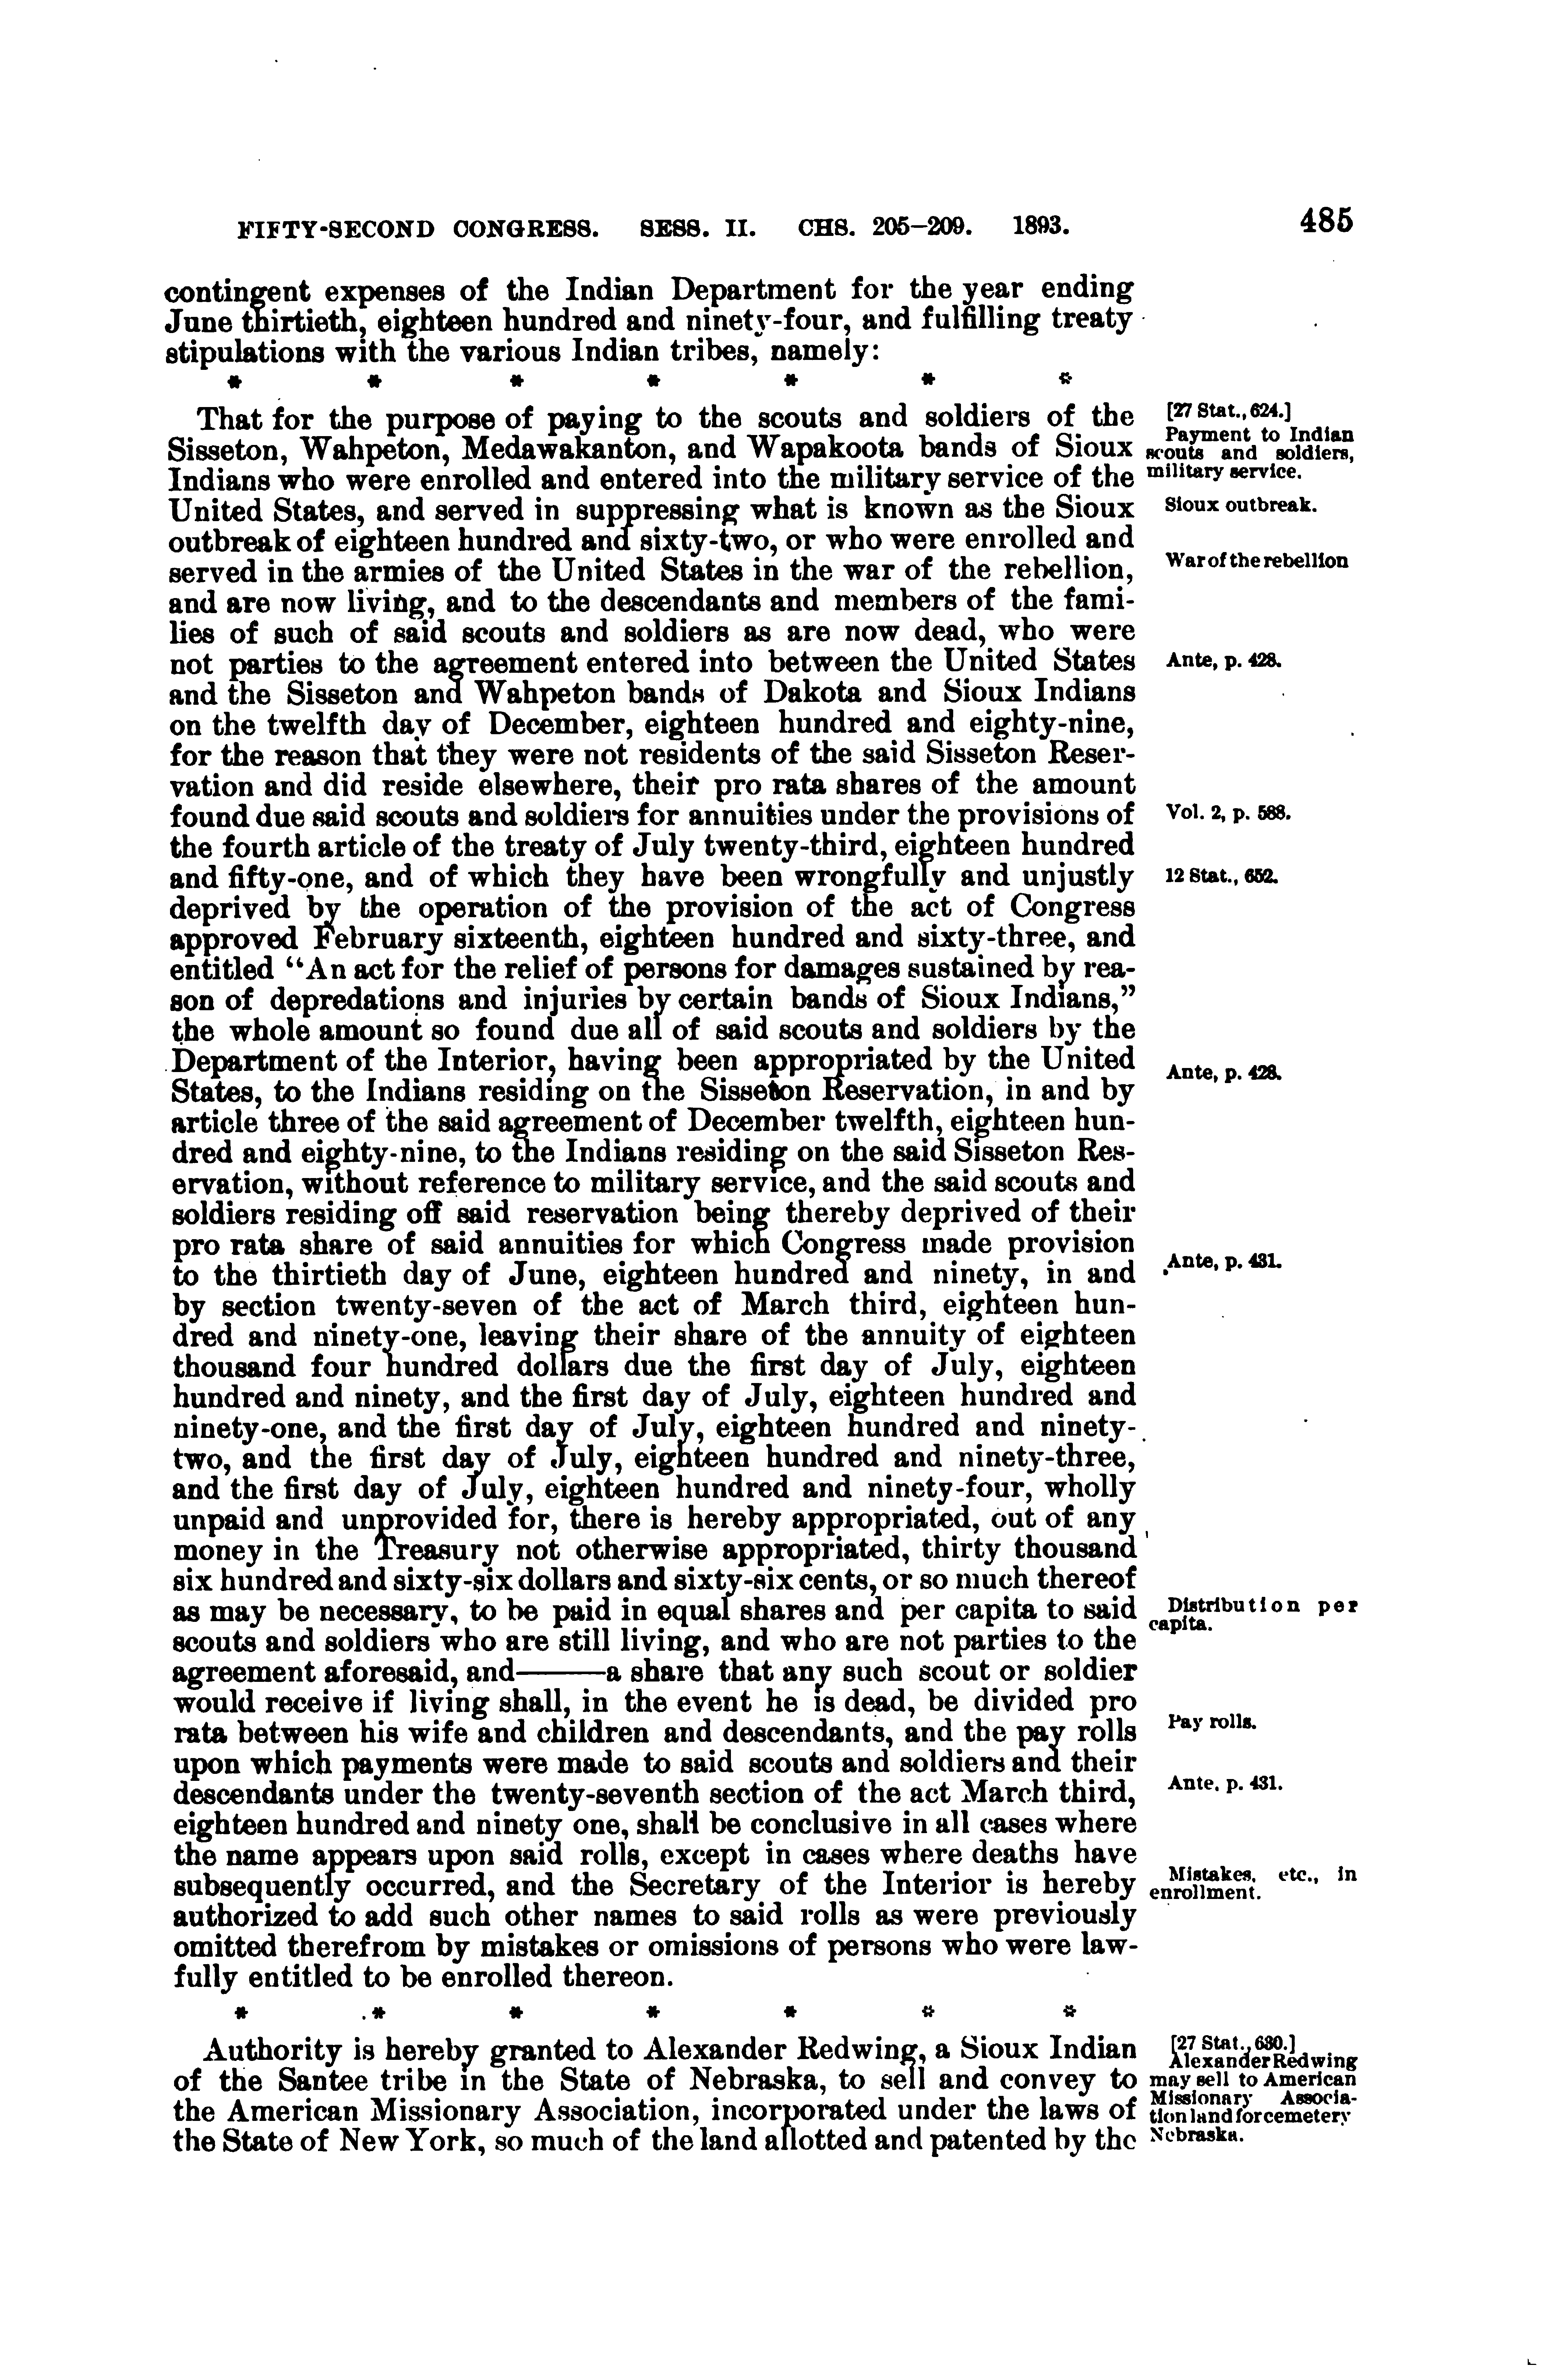 FIFTY-SECOND CONGRESS. SESS. II. CHS. 205–209. 1893. 485
contingent expenses of the Indian Department for the year ending
June thirtieth, eighteen hundred and ninety-four, and fulfilling treaty
stipulations with the various Indian tribes, namely:
* * * * * * *
That for the purpose of paying to the scouts and soldiers of the
Sisseton, Wahpeton, Medawakanton, and Wapakoota bands of Sioux
Indians who were enrolled and entered into the military service of the
United States, and served in suppressing what is known as the Sioux
outbreak of eighteen hundred and sixty-two, or who were enrolled and
served in the armies of the United States in the war of the rebellion,
and are now living, and to the descendants and members of the fami-
lies of such of said scouts and soldiers as are now dead, who were
not parties to the agreement entered into between the United States
and the Sisseton and Wahpeton bands of Dakota and Sioux Indians
on the twelfth day of December, eighteen hundred and eighty-nine,
for the reason that they were not residents of the said Sisseton Reser-
vation and did reside elsewhere, their pro rata shares of the amount
found due said scouts and soldiers for annuities under the provisions of
the fourth article of the treaty of July twenty-third, eighteen hundred
and fifty-one, and of which they have been wrongfully and unjustly
deprived by the operation of the provision of the act of Congress
approved February sixteenth, eighteen hundred and sixty-three, and
entitled “An act for the relief of persons for damages sustained by rea-
son of depredations and injuries by certain bands of Sioux Indians,”
the whole amount so found due all of said scouts and soldiers by the
Department of the Interior, having been appropriated by the United
States, to the Indians residing on the Sisseton Reservation, in and by
article three of the said agreement of December twelfth, eighteen hun-
dred and eighty-nine, to the Indians residing on the said Sisseton Res-
ervation, without reference to military service, and the said scouts and
soldiers residing off said reservation being thereby deprived of their
pro rata share of said annuities for which Congress made provision
to the thirtieth day of June, eighteen hundred and ninety, in and
by section twenty-seven of the act of March third, eighteen hun-
dred and ninety-one, leaving their share of the annuity of eighteen
thousand four hundred dollars due the first day of July, eighteen
hundred and ninety, and the first day of July, eighteen hundred and
ninety-one, and the first day of July, eighteen hundred and ninety-
two, and the first day of July, eighteen hundred and ninety-three,
and the first day of July, eighteen hundred and ninety-four, wholly
unpaid and unprovided for, there is hereby appropriated, out of any
money in the Treasury not otherwise appropriated, thirty thousand
six hundred and sixty-six dollars and sixty-six cents, or so much thereof
as may be necessary, to be paid in equal shares and per capita to said
scouts and soldiers who are still living, and who are not parties to the
agreement aforesaid, and———a share that any such scout or soldier
would receive if living shall, in the event he is dead, be divided pro
rata between his wife and children and descendants, and the pay rolls
upon which payments were made to said scouts and soldiers and their
descendants under the twenty-seventh section of the act March third,
eighteen hundred and ninety one, shall be conclusive in all cases where
the name appears upon said rolls, except in cases where deaths have
subsequently occurred, and the Secretary of the Interior is hereby
authorized to add such other names to said rolls as were previously
omitted therefrom by mistakes or omissions of persons who were law-
fully entitled to be enrolled thereon.
* * * * * * *
Authority is hereby granted to Alexander Redwing, a Sioux Indian
of the Santee tribe in the State of Nebraska, to sell and convey to
the American Missionary Association, incorporated under the laws of
the State of New York, so much of the land allotted and patented by the
[27 Stat., 624.]
Payment to Indian
scouts and soldiers,
military service.
Sioux outbreak.
War of the rebellion
Ante, p. 428.
Vol. 2, p. 588.
12 Stat., 652.
Ante, p. 428.
Ante, p. 431.
Distribution per
capita.
Pay rolls.
Ante, p. 431.
Mistakes, etc., in
enrollment.
[27 Stat., 630.]
Alexander Redwing
may sell to American
Missionary Associa-
tion land for cemetery
Nebraska.